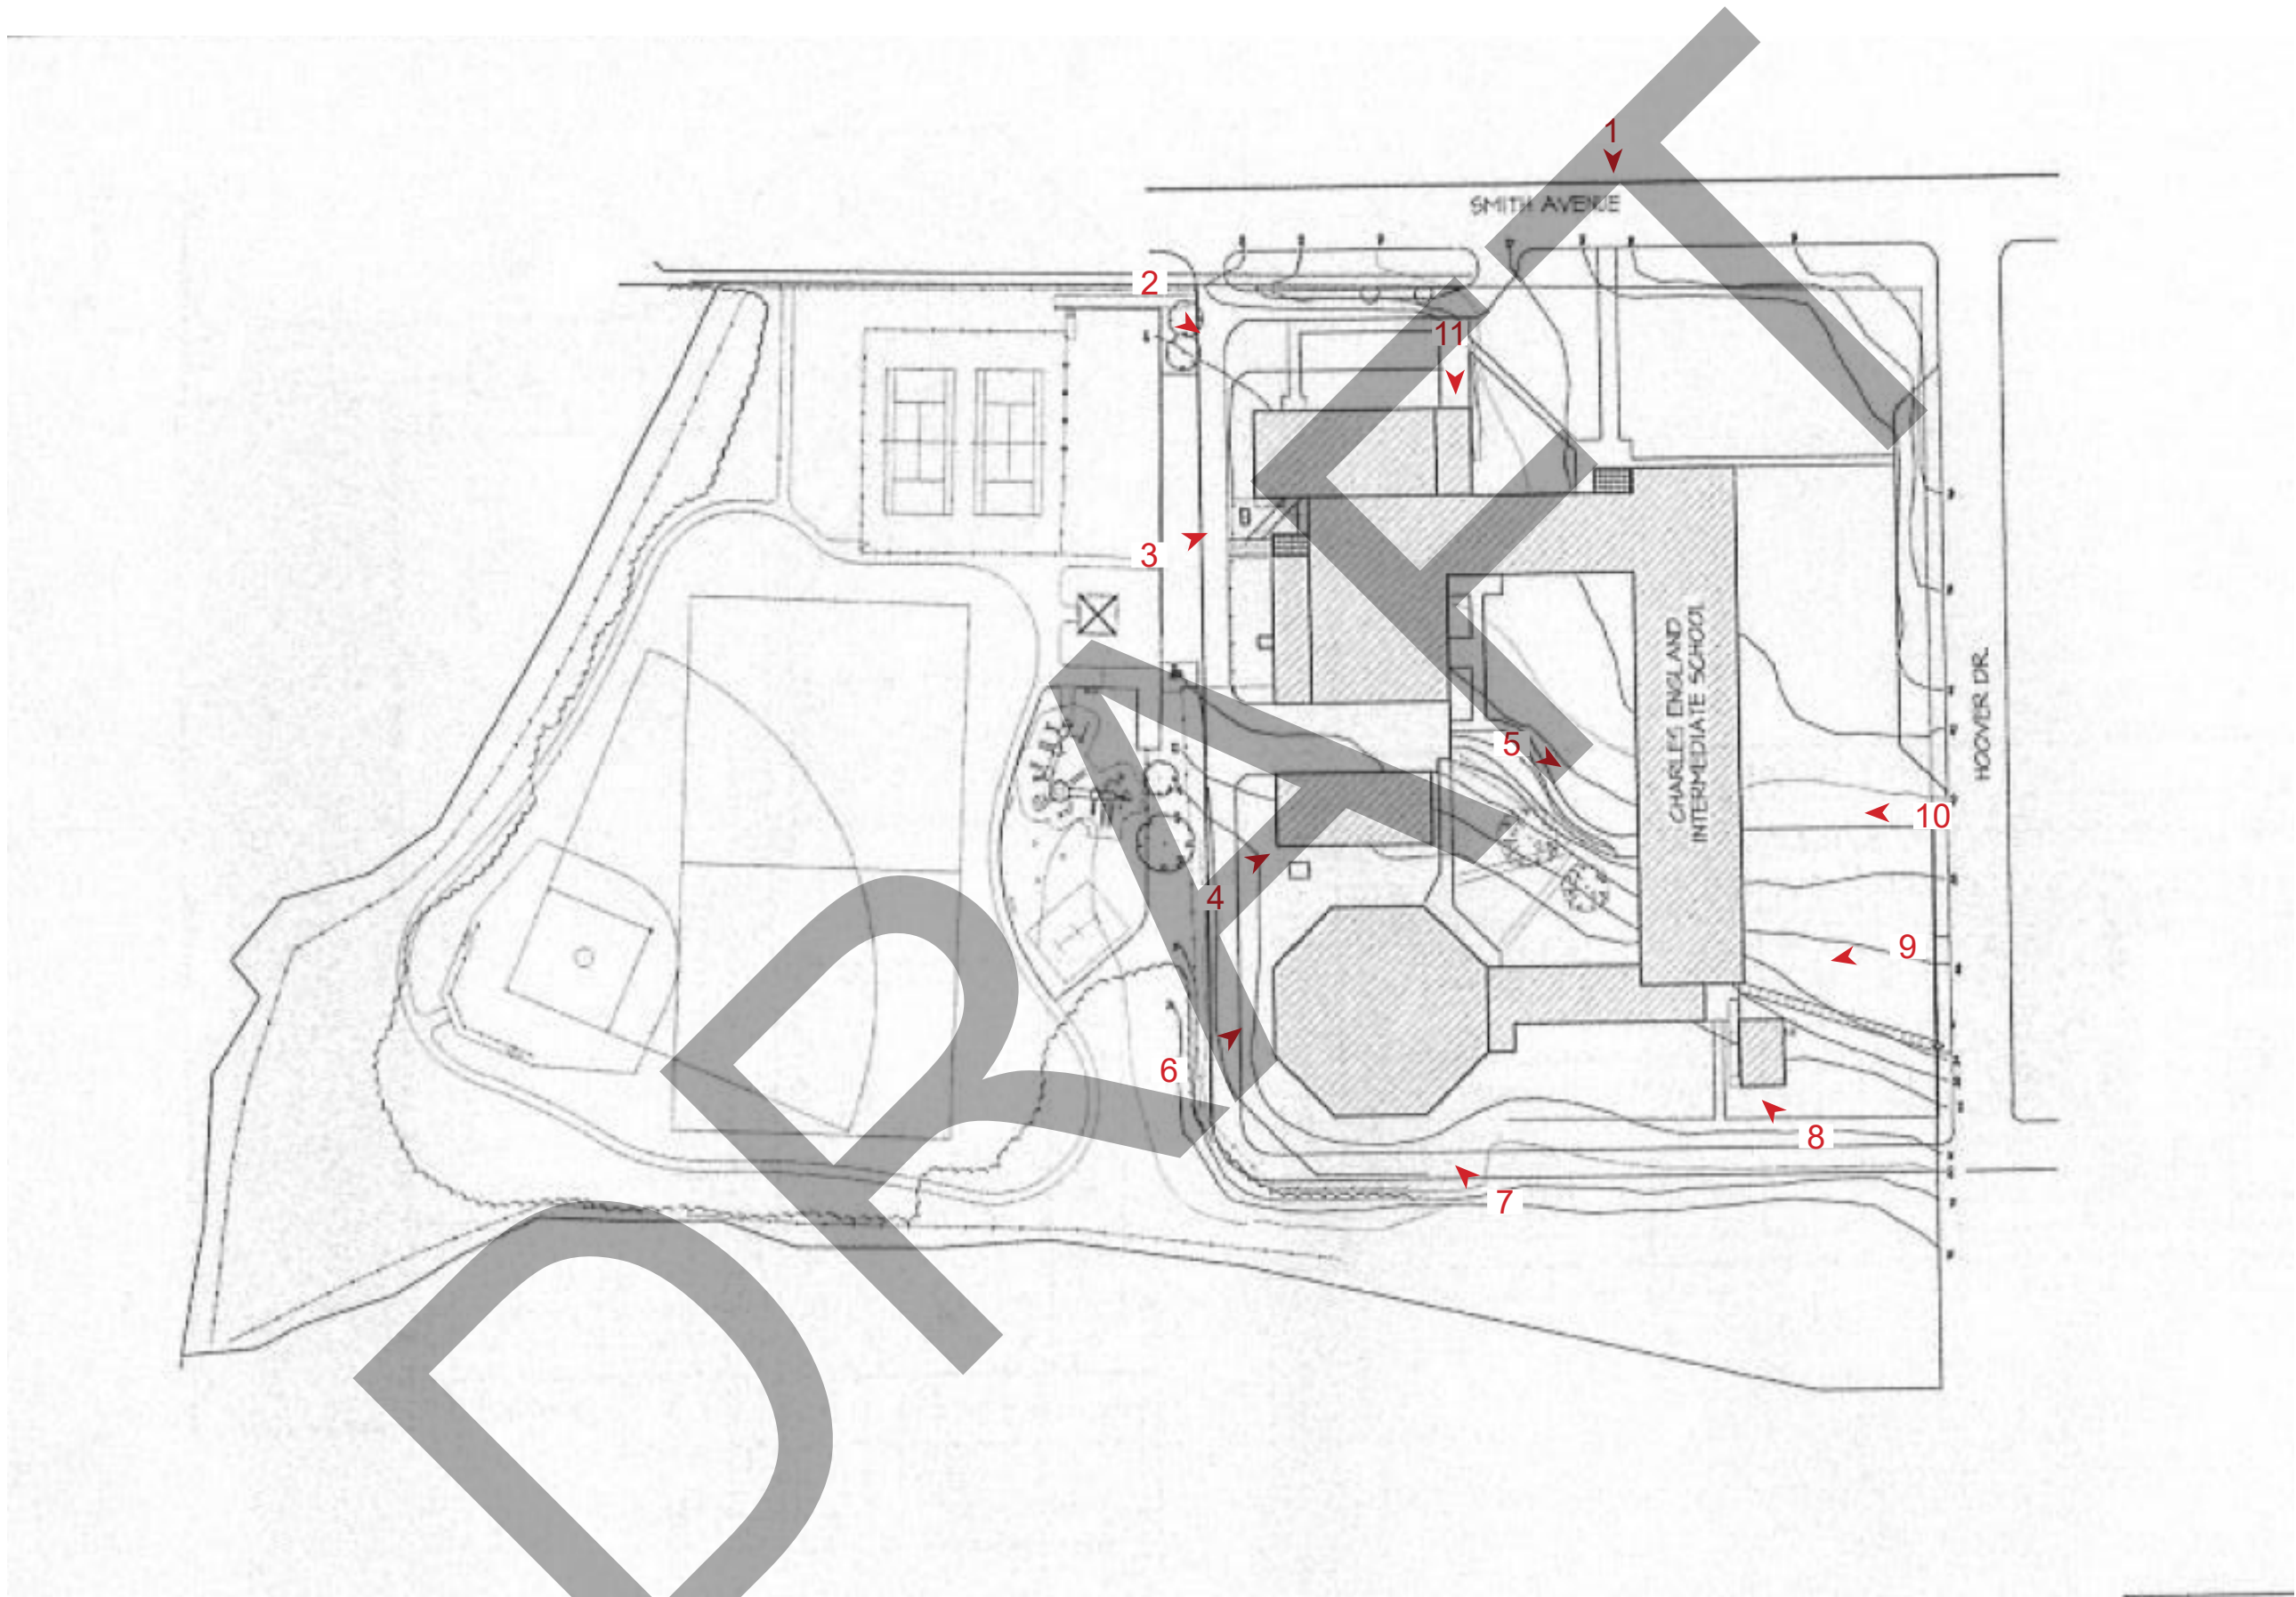 1
SMITH AVENUE
2
11
3
CHARLES ENGLAND
INTERMEDIATE SCHOOL
HOOVER DR.
5
10
4
9
6
8
7
DRAFT